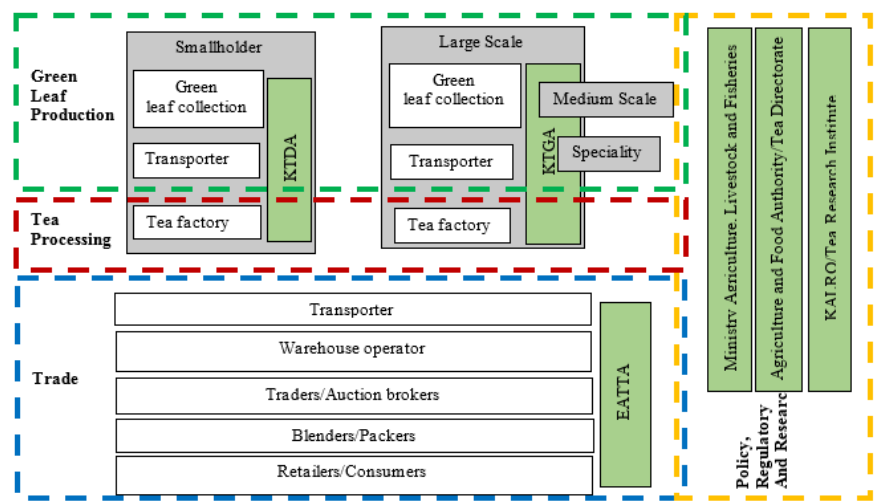 Green
Leaf
Production
Smallholder
Green
leaf collection
Transporter
Tea factory
KTDA
Large Scale
Green
leaf collection
Transporter
Tea factory
KTGA
Medium Scale
Speciality
Tea
Processing
Trade
Transporter
Warehouse operator
Traders/Auction brokers
Blenders/Packers
Retailers/Consumers
EATTA
Ministry Agriculture, Livestock and Fisheries
Agriculture and Food Authority/Tea Directorate
KALRO/Tea Research Institute
Policy,
Regulatory
And Researc